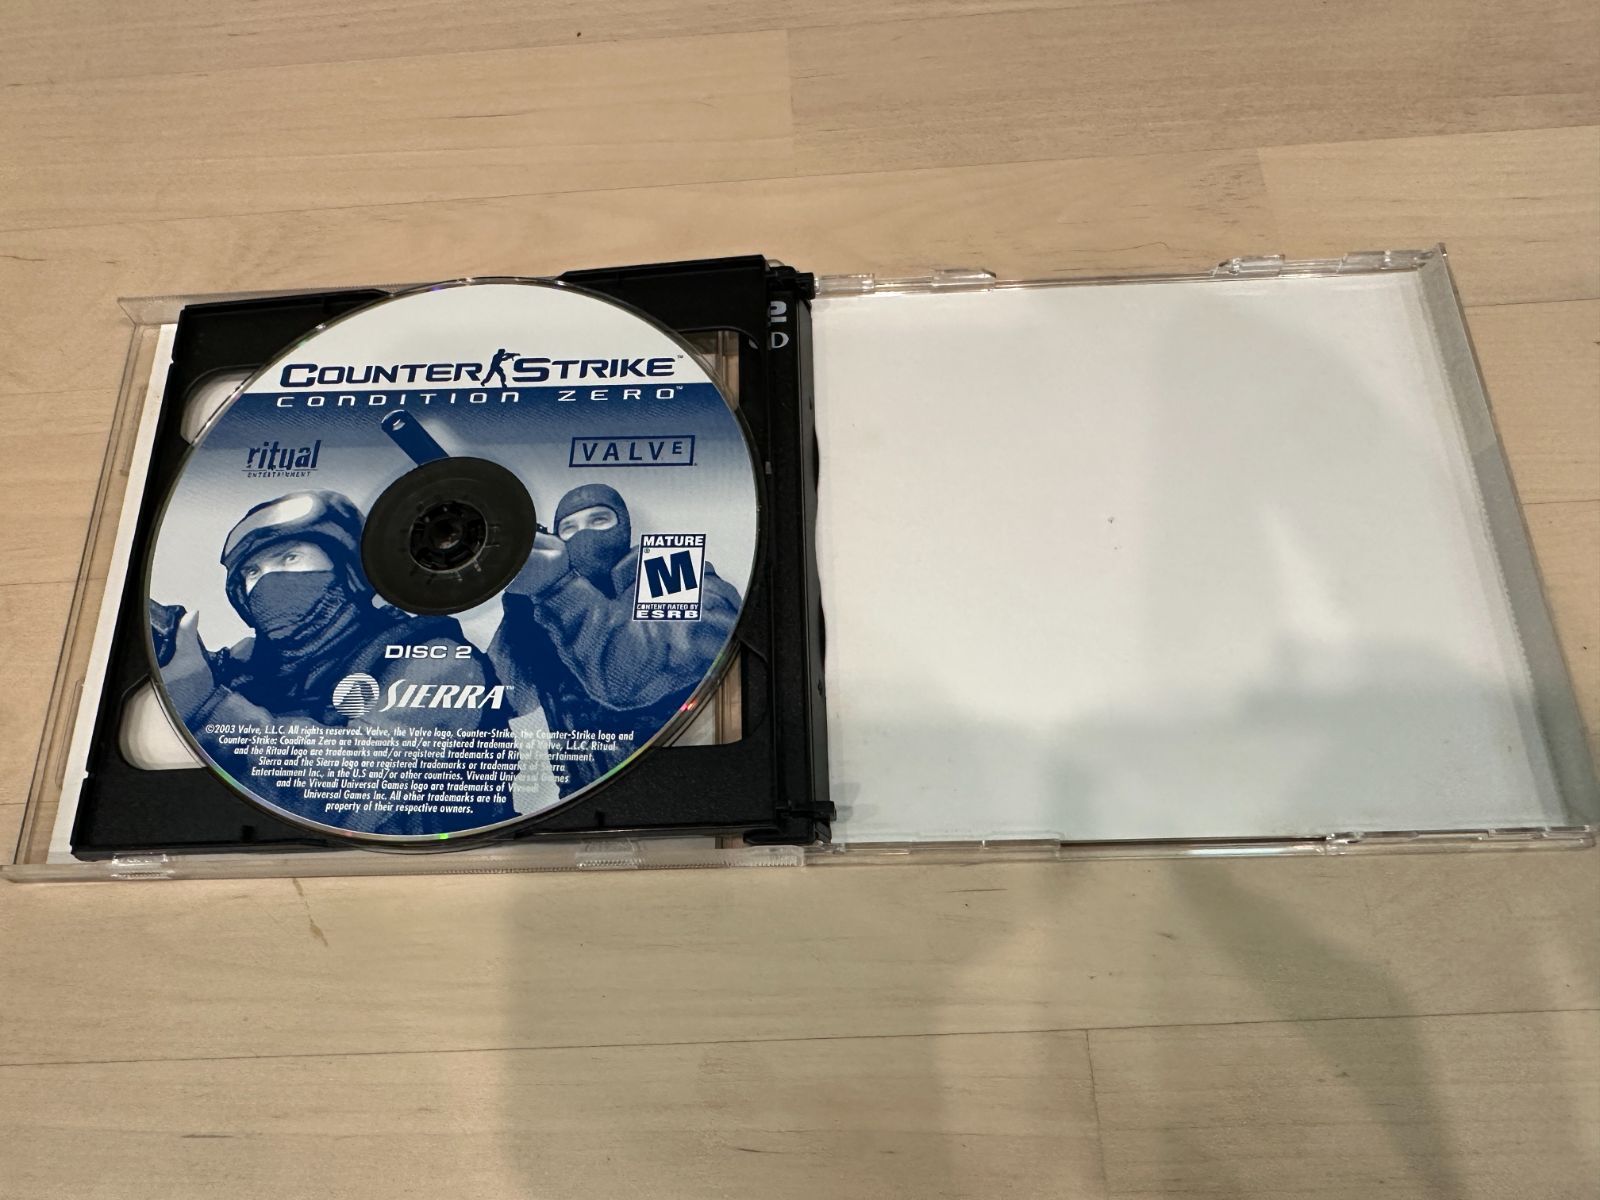 COUNTER STRIKE™
CONDITION ZERO™
ritual
ENTERTAINMENT
VALVE
MATURE
M
CONTENT RATED BY
ESRB
DISC 2
SIERRA™
©2003 Valve, L.L.C. All rights reserved. Valve, the Valve logo, Counter-Strike, the Counter-Strike logo and
Counter-Strike: Condition Zero are trademarks and/or registered trademarks of Valve, L.L.C. Ritual
and the Ritual logo are trademarks and/or registered trademarks of Ritual Entertainment.
Sierra and the Sierra logo are registered trademarks or trademarks of Sierra
Entertainment Inc., in the U.S and/or other countries. Vivendi Universal Games
and the Vivendi Universal Games logo are trademarks of Vivendi
Universal Games Inc. All other trademarks are the
property of their respective owners.
2